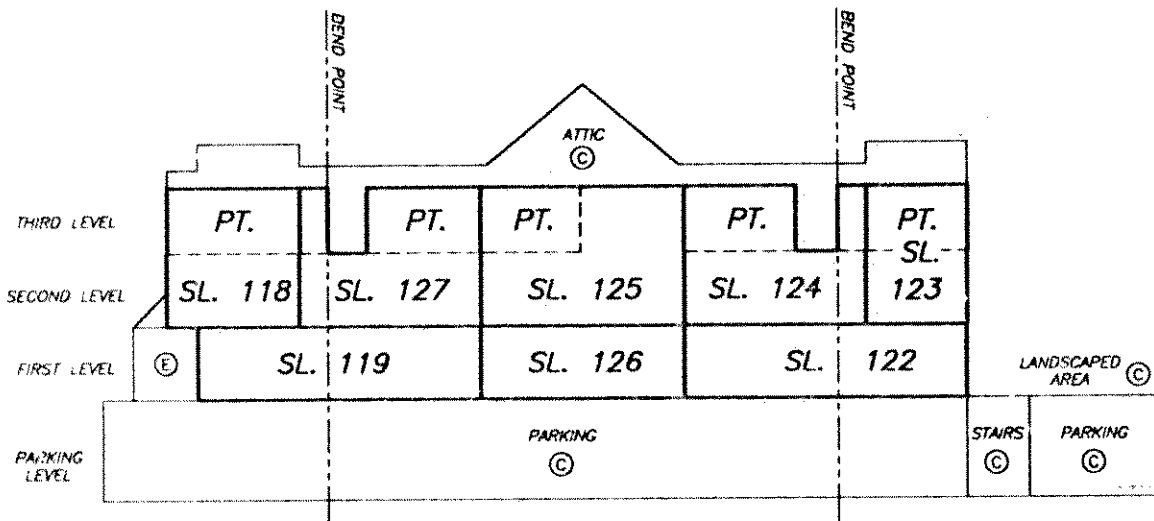 BEND POINT
BEND POINT
ATTIC
Ⓒ
THIRD LEVEL
PT.
PT.
PT.
PT.
PT.
SL.
SECOND LEVEL
SL. 118
SL. 127
SL. 125
SL. 124
123
FIRST LEVEL
Ⓔ
SL. 119
SL. 126
SL. 122
LANDSCAPED
AREA Ⓒ
PARKING
LEVEL
PARKING
Ⓒ
STAIRS
Ⓒ
PARKING
Ⓒ